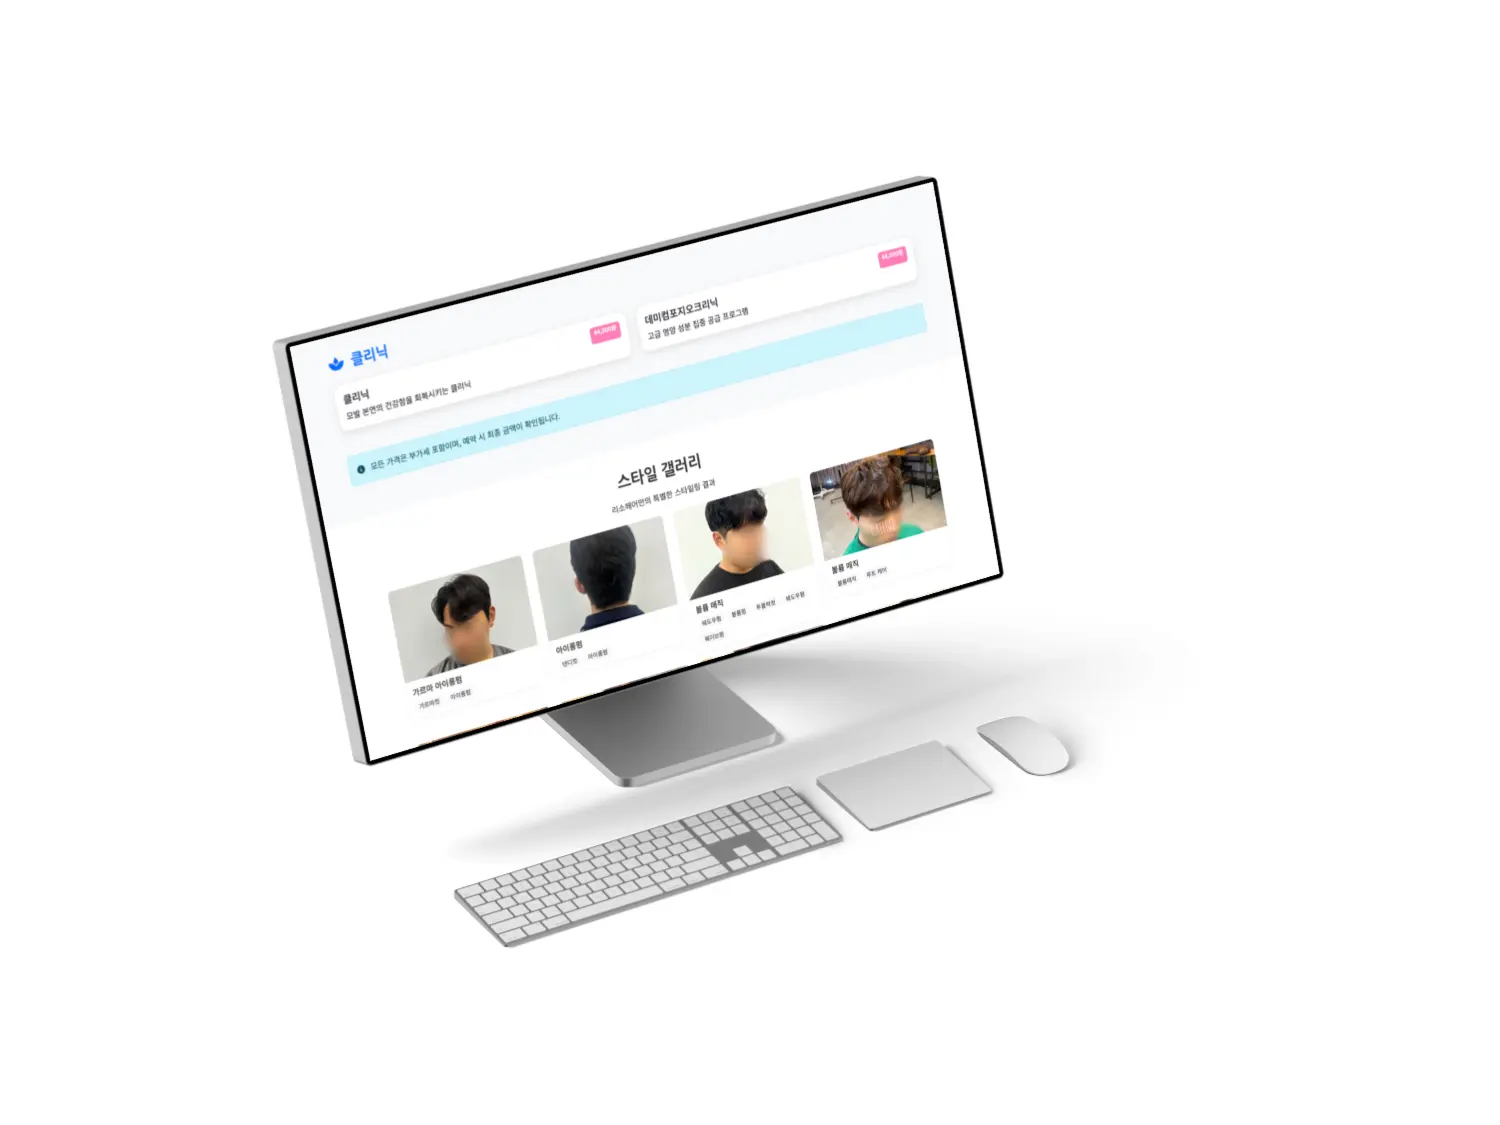 클리닉
클리닉
모발 본연의 건강함을 회복시키는 클리닉
데미컴포지오크리닉
고급 영양 성분 집중 공급 프로그램
모든 가격은 부가세 포함이며, 예약 시 최종 금액이 확인됩니다.
스타일 갤러리
리소헤어만의 특별한 스타일링 결과
가르마 아이롱펌
가르마펌 아이롱펌
아이롱펌
댄디컷 아이롱펌
볼륨 매직
쉐도우펌 볼륨펌 투블럭컷 쉐도우펌
웨이브펌
볼륨 매직
볼륨매직 루트 케어